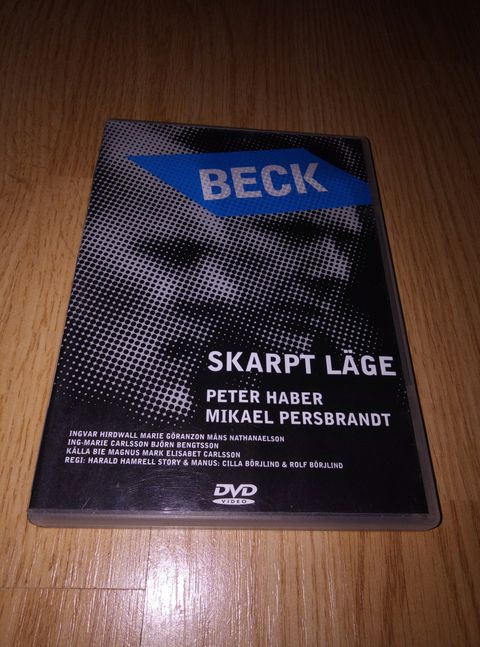 BECK
SKARPT LÄGE
PETER HABER
MIKAEL PERSBRANDT
INGVAR HIRDWALL MARIE GÖRANZON MÅNS NATHANAELSON
ING-MARIE CARLSSON BJÖRN BENGTSSON
KÅLLA BIE MAGNUS MARK ELISABET CARLSSON
REGI: HARALD HAMRELL STORY & MANUS: CILLA BÖRJLIND & ROLF BÖRJLIND
DVD
VIDEO